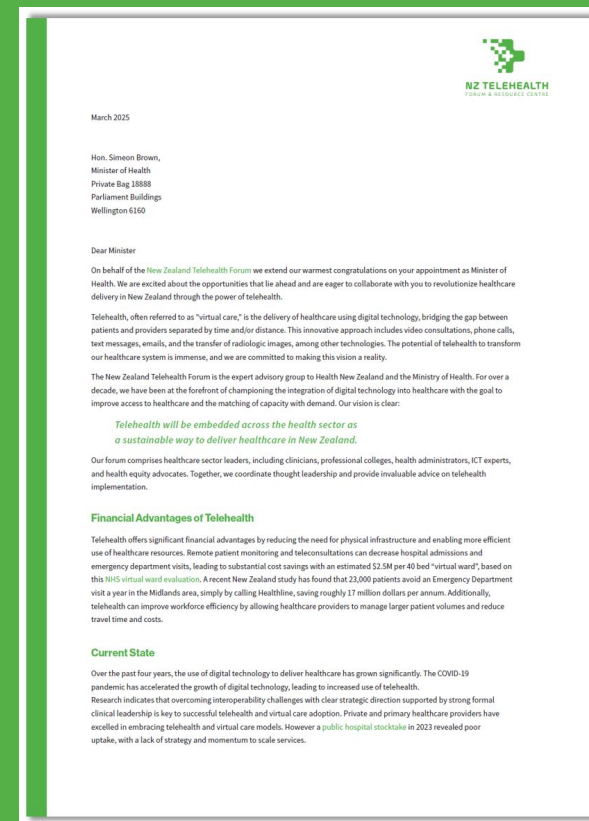 NZ TELEHEALTH
FORUM & RESOURCE CENTRE
March 2025
Hon. Simeon Brown,
Minister of Health
Private Bag 18888
Parliament Buildings
Wellington 6160
Dear Minister
On behalf of the New Zealand Telehealth Forum we extend our warmest congratulations on your appointment as Minister of
Health. We are excited about the opportunities that lie ahead and are eager to collaborate with you to revolutionize healthcare
delivery in New Zealand through the power of telehealth.
Telehealth, often referred to as "virtual care," is the delivery of healthcare using digital technology, bridging the gap between
patients and providers separated by time and/or distance. This innovative approach includes video consultations, phone calls,
text messages, emails, and the transfer of radiologic images, among other technologies. The potential of telehealth to transform
our healthcare system is immense, and we are committed to making this vision a reality.
The New Zealand Telehealth Forum is the expert advisory group to Health New Zealand and the Ministry of Health. For over a
decade, we have been at the forefront of championing the integration of digital technology into healthcare with the goal to
improve access to healthcare and the matching of capacity with demand. Our vision is clear:
Telehealth will be embedded across the health sector as
a sustainable way to deliver healthcare in New Zealand.
Our forum comprises healthcare sector leaders, including clinicians, professional colleges, health administrators, ICT experts,
and health equity advocates. Together, we coordinate thought leadership and provide invaluable advice on telehealth
implementation.
Financial Advantages of Telehealth
Telehealth offers significant financial advantages by reducing the need for physical infrastructure and enabling more efficient
use of healthcare resources. Remote patient monitoring and teleconsultations can decrease hospital admissions and
emergency department visits, leading to substantial cost savings with an estimated $2.5M per 40 bed "virtual ward", based on
this NHS virtual ward evaluation. A recent New Zealand study has found that 23,000 patients avoid an Emergency Department
visit a year in the Midlands area, simply by calling Healthline, saving roughly 17 million dollars per annum. Additionally,
telehealth can improve workforce efficiency by allowing healthcare providers to manage larger patient volumes and reduce
travel time and costs.
Current State
Over the past four years, the use of digital technology to deliver healthcare has grown significantly. The COVID-19
pandemic has accelerated the growth of digital technology, leading to increased use of telehealth.
Research indicates that overcoming interoperability challenges with clear strategic direction supported by strong formal
clinical leadership is key to successful telehealth and virtual care adoption. Private and primary healthcare providers have
excelled in embracing telehealth and virtual care models. However a public hospital stocktake in 2023 revealed poor
uptake, with a lack of strategy and momentum to scale services.